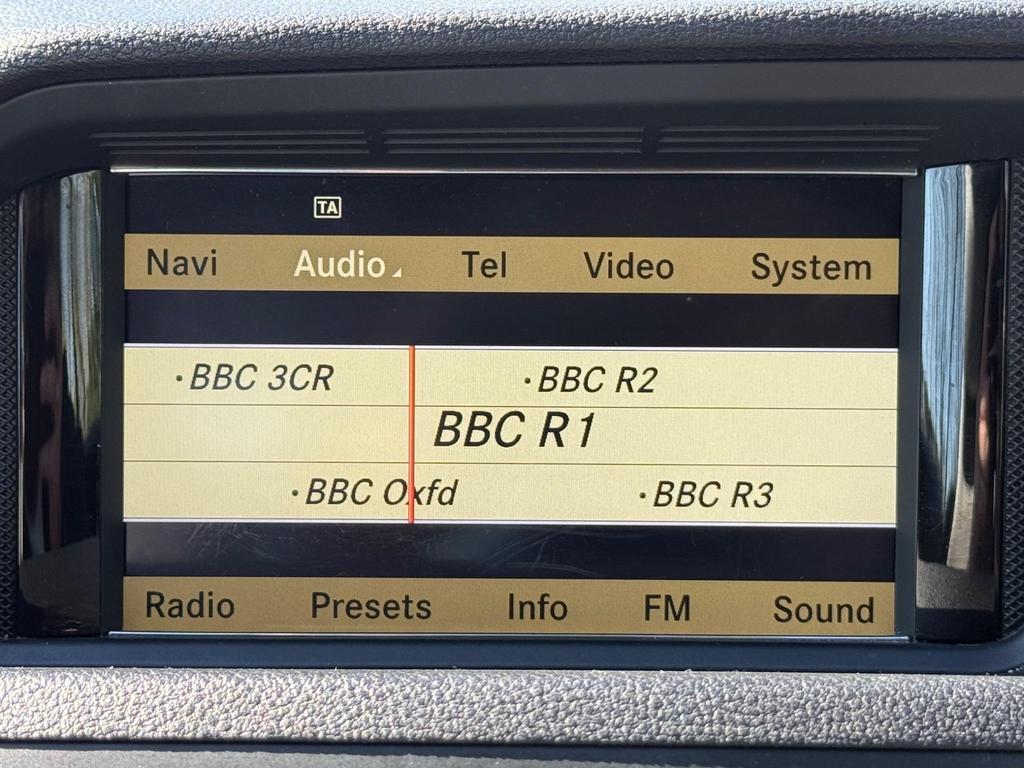 TA
Navi Audio Tel Video System
·BBC 3CR ·BBC R2
BBC R1
·BBC Oxfd ·BBC R3
Radio Presets Info FM Sound